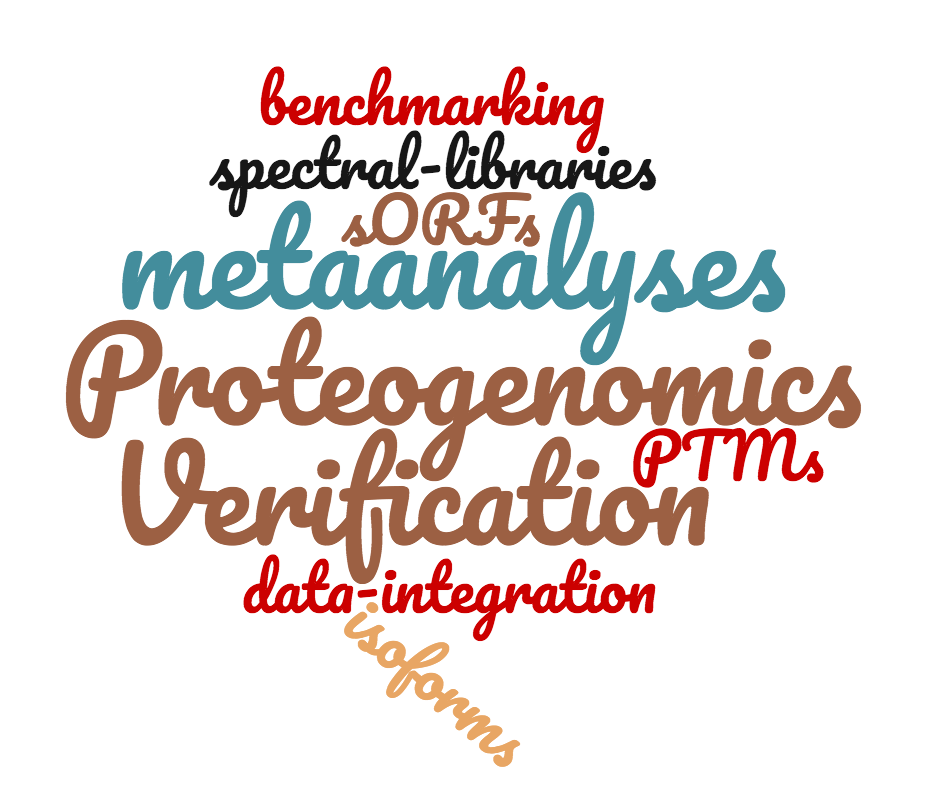 benchmarking
spectral-libraries
sORFs
metaanalyses
Proteogenomics
PTMs
Verification
data-integration
isoforms